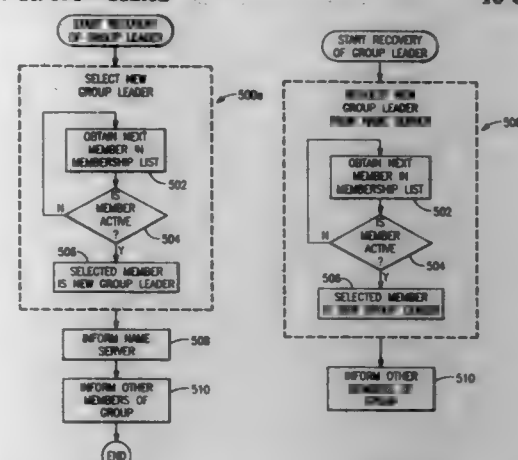 OF GROUP LEADER
SELECT NEW
GROUP LEADER
500a
OBTAIN NEXT
MEMBER IN
MEMBERSHIP LIST
502
IS
MEMBER
ACTIVE
?
N
504
Y
506
SELECTED MEMBER
IS NEW GROUP LEADER
INFORM NAME
SERVER
508
INFORM OTHER
MEMBERS OF
GROUP
510
END
START RECOVERY
OF GROUP LEADER
GROUP LEADER
OBTAIN NEXT
MEMBER IN
MEMBERSHIP LIST
502
IS
MEMBER
ACTIVE
?
N
504
Y
506
SELECTED MEMBER
INFORM OTHER
510